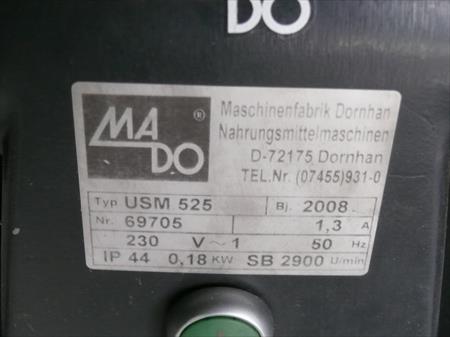 DO
MA
DO
®
Maschinenfabrik Dornhan
Nahrungsmittelmaschinen
D-72175 Dornhan
TEL.Nr. (07455)931-0
Typ USM 525 Bj. 2008
Nr. 69705 1,3 A
230 V~1 50 Hz
IP 44 0,18 KW SB 2900 U/min